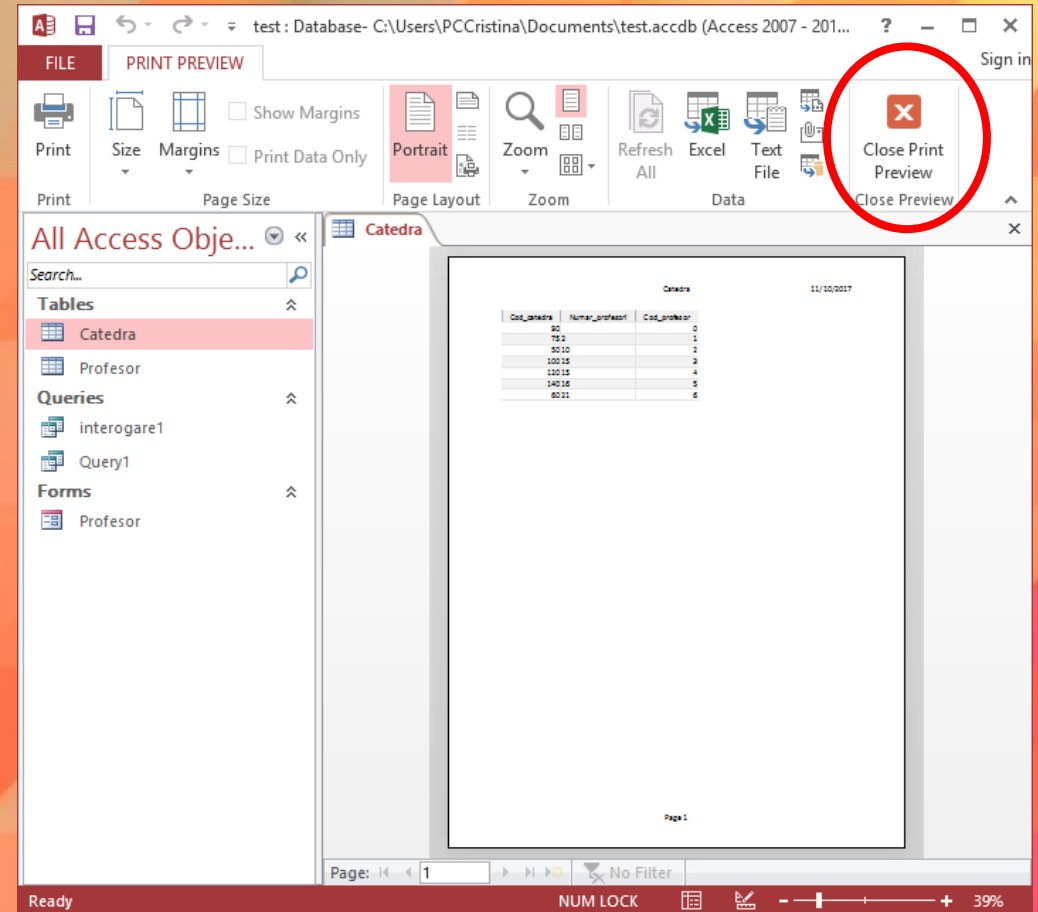 test : Database- C:\Users\PCCristina\Documents\test.accdb (Access 2007 - 201...
?
FILE PRINT PREVIEW Sign in
Print
Size
Margins
Show Margins
Print Data Only
Portrait
Zoom
Refresh All
Excel
Text File
Close Print Preview
Print Page Size Page Layout Zoom Data Close Preview
All Access Obje...
Search...
Tables
Catedra
Profesor
Queries
interogare1
Query1
Forms
Profesor
Catedra
Catedra 11/10/2017
Cod_catedra Numar_profesori Cod_profesor
90 0
75 2 1
50 10 2
100 15 3
120 15 4
140 16 5
60 21 6
Page 1
Page: 1 No Filter
Ready NUM LOCK 39%